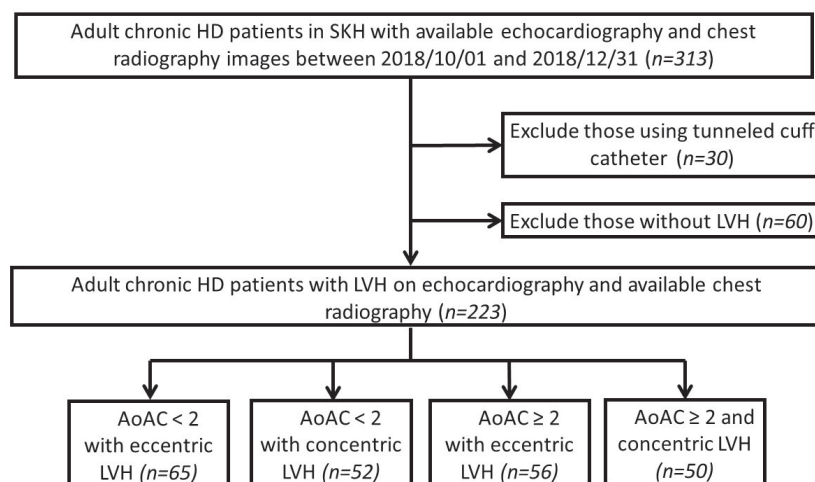 Adult chronic HD patients in SKH with available echocardiography and chest
radiography images between 2018/10/01 and 2018/12/31 (n=313)
Exclude those using tunneled cuff
catheter (n=30)
Exclude those without LVH (n=60)
Adult chronic HD patients with LVH on echocardiography and available chest
radiography (n=223)
AoAC < 2
with eccentric
LVH (n=65)
AoAC < 2
with concentric
LVH (n=52)
AoAC ≥ 2
with eccentric
LVH (n=56)
AoAC ≥ 2 and
concentric LVH
(n=50)